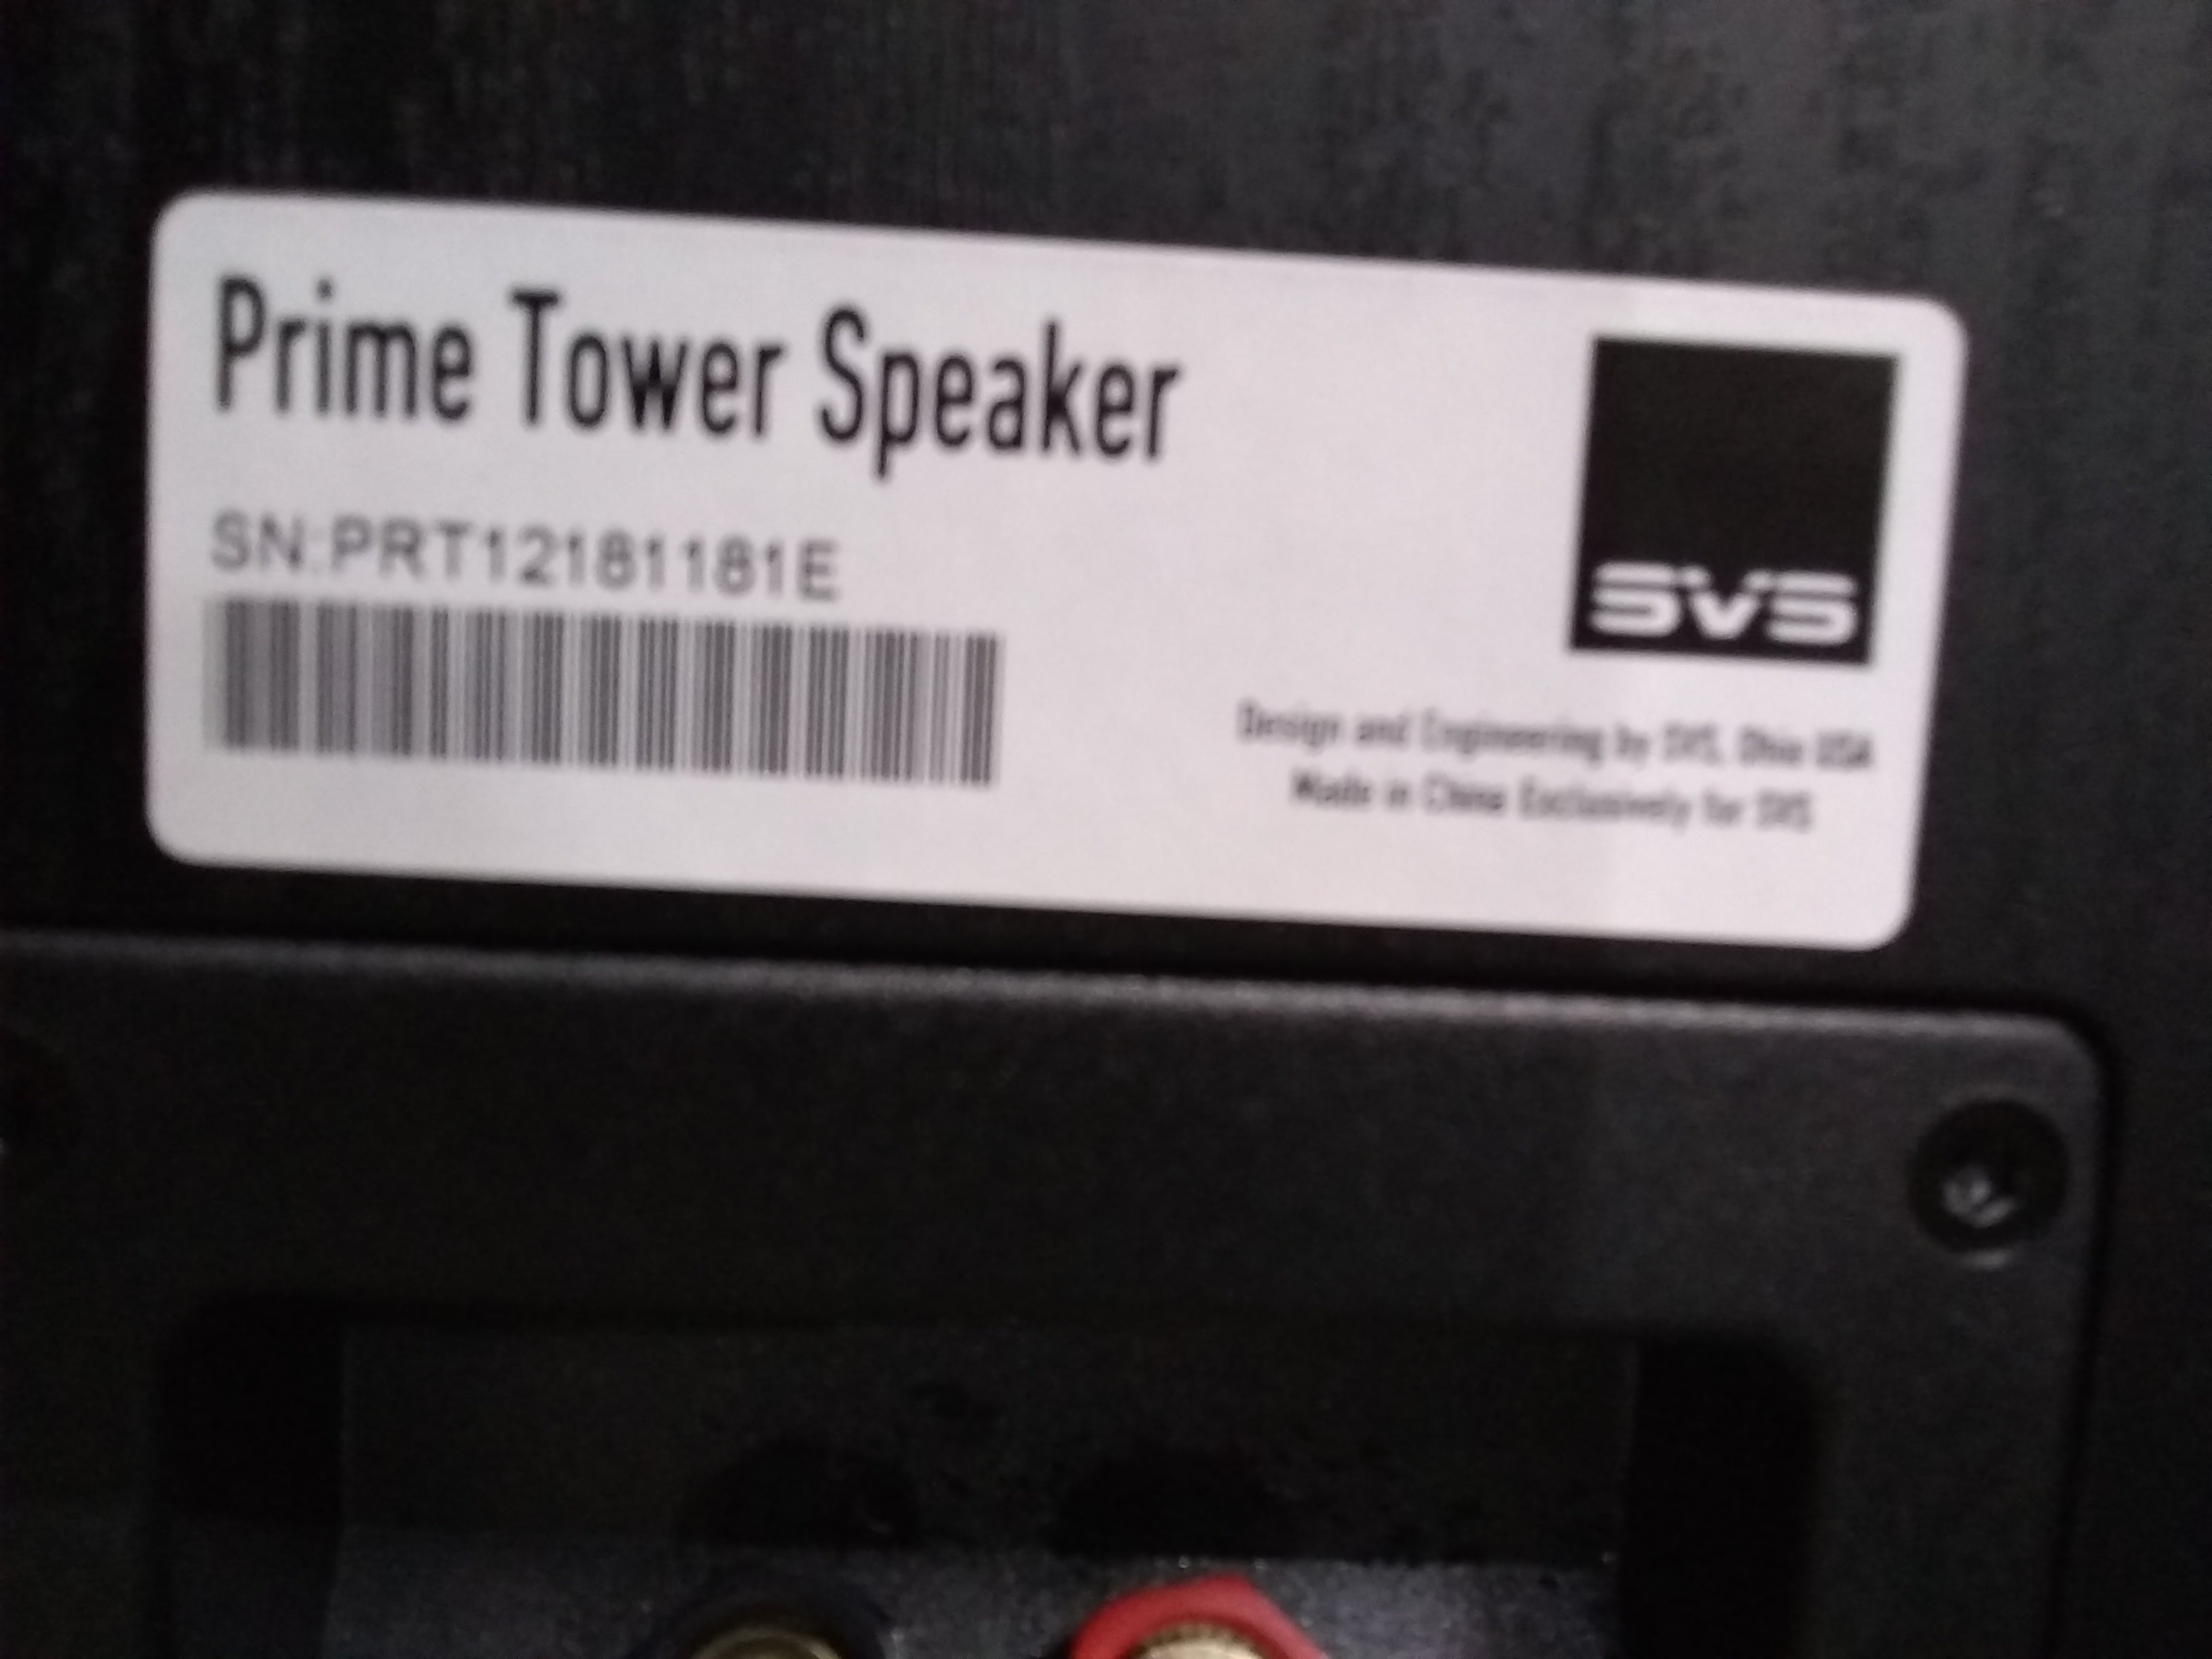 Prime Tower Speaker
SN:PRT12181181E
SVS
Design and Engineering by SVS, Ohio USA
Made in China Exclusively for SVS